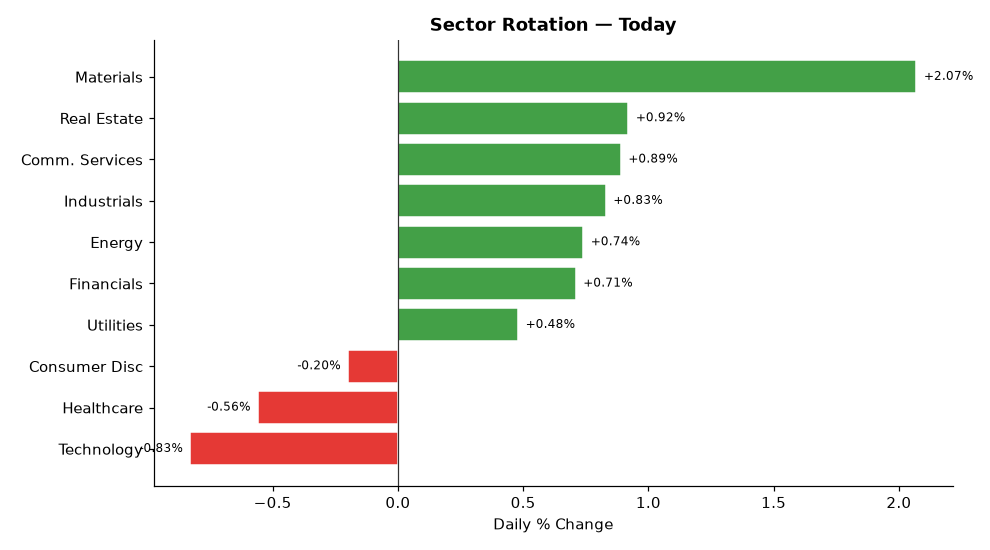 Sector Rotation — Today
Materials +2.07%
Real Estate +0.92%
Comm. Services +0.89%
Industrials +0.83%
Energy +0.74%
Financials +0.71%
Utilities +0.48%
Consumer Disc -0.20%
Healthcare -0.56%
Technology -0.83%
−0.5 0.0 0.5 1.0 1.5 2.0
Daily % Change